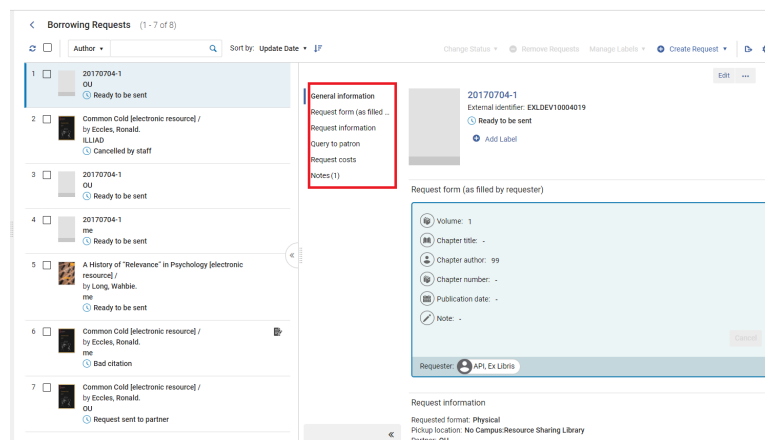 Borrowing Requests (1 - 7 of 8)
Author
Sort by: Update Date
Change Status
Remove Requests
Manage Labels
Create Request
1
20170704-1
OU
Ready to be sent
2
Common Cold [electronic resource] /
by Eccles, Ronald.
ILLIAD
Cancelled by staff
3
20170704-1
OU
Ready to be sent
4
20170704-1
me
Ready to be sent
5
A History of "Relevance" in Psychology [electronic
resource] /
by Long, Wahbie.
me
Ready to be sent
6
Common Cold [electronic resource] /
by Eccles, Ronald.
me
Bad citation
7
Common Cold [electronic resource] /
by Eccles, Ronald.
OU
Request sent to partner
General information
Request form (as filled ...
Request information
Query to patron
Request costs
Notes (1)
Edit
20170704-1
External identifier: EXLDEV10004019
Ready to be sent
Add Label
Request form (as filled by requester)
Volume: 1
Chapter title: -
Chapter author: 99
Chapter number: -
Publication date: -
Note: -
Cancel
Requester: API, Ex Libris
Request information
Requested format: Physical
Pickup location: No Campus:Resource Sharing Library
Partner: OU